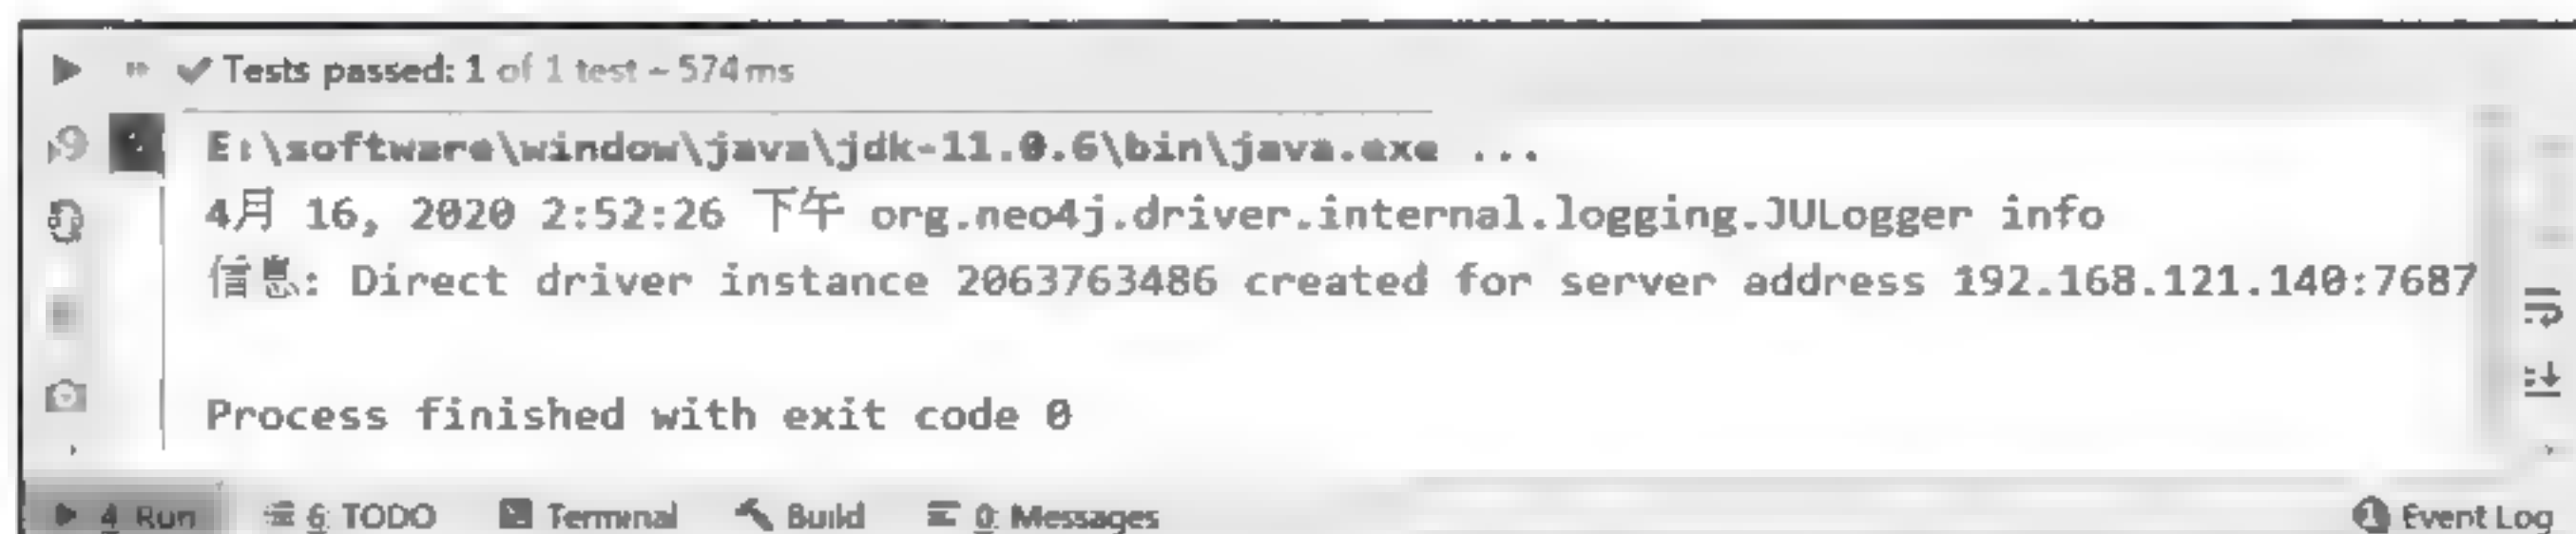 Tests passed: 1 of 1 test – 574 ms
E:\software\window\java\jdk-11.0.6\bin\java.exe ...
4月 16, 2020 2:52:26 下午 org.neo4j.driver.internal.logging.JULogger info
信息: Direct driver instance 2063763486 created for server address 192.168.121.140:7687
Process finished with exit code 0
4 Run 6: TODO Terminal Build 0: Messages 1 Event Log